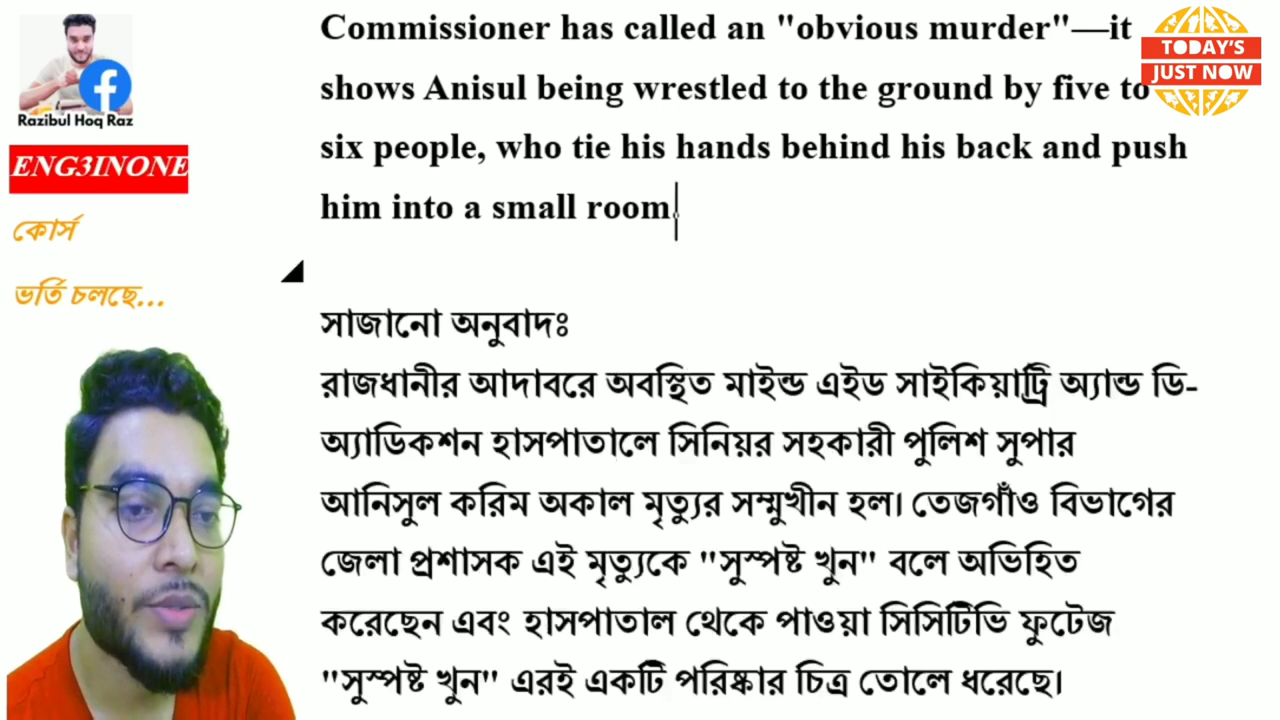 Commissioner has called an "obvious murder"—it
shows Anisul being wrestled to the ground by five to
six people, who tie his hands behind his back and push
him into a small room
TODAY'S
JUST NOW
Razibul Hoq Raz
ENG3INONE
কোর্স
ভর্তি চলছে...
সাজানো অনুবাদঃ
রাজধানীর আদাবরে অবস্থিত মাইন্ড এইড সাইকিয়াট্রি অ্যান্ড ডি-
অ্যাডিকশন হাসপাতালে সিনিয়র সহকারী পুলিশ সুপার
আনিসুল করিম অকাল মৃত্যুর সম্মুখীন হল। তেজগাঁও বিভাগের
জেলা প্রশাসক এই মৃত্যুকে "সুস্পষ্ট খুন" বলে অভিহিত
করেছেন এবং হাসপাতাল থেকে পাওয়া সিসিটিভি ফুটেজ
"সুস্পষ্ট খুন" এরই একটি পরিষ্কার চিত্র তোলে ধরেছে।